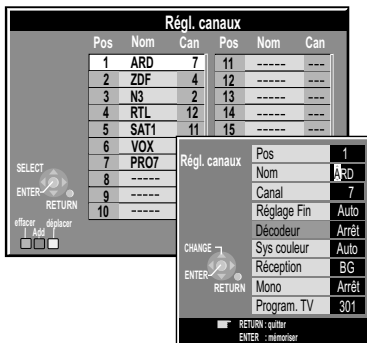 Régl. canaux
Pos Nom Can Pos Nom Can
1 ARD 7 11 ----- ---
2 ZDF 4 12 ----- ---
3 N3 2 13 ----- ---
4 RTL 12 14 ----- ---
5 SAT1 11 15 ----- ---
6 VOX
7 PRO7
8 -----
9 -----
10 -----
SELECT
ENTER
RETURN
effacer déplacer
Add
Régl. canaux
Pos 1
Nom ARD
Canal 7
Réglage Fin Auto
Décodeur Arrêt
Sys couleur Auto
Réception BG
Mono Arrêt
Program. TV 301
CHANGE
ENTER
RETURN
RETURN : quitter
ENTER : mémoriser